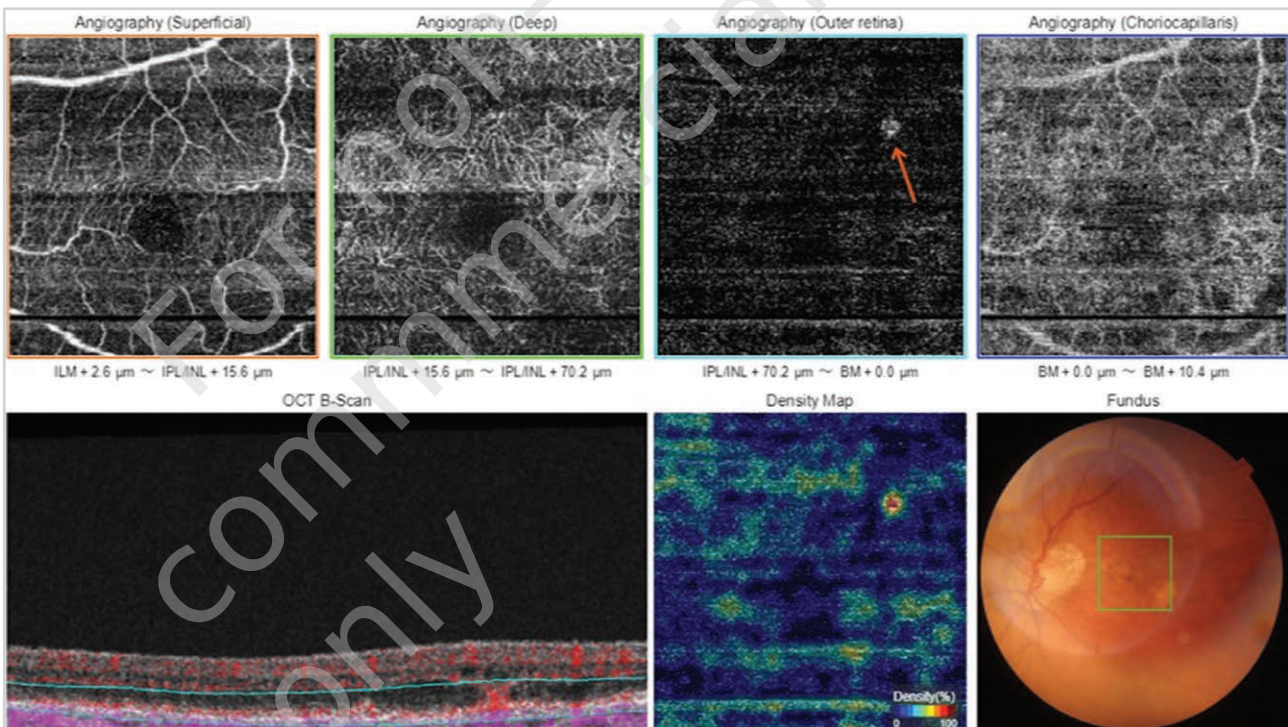 Angiography (Superficial)
Angiography (Deep)
Angiography (Outer retina)
Angiography (Choriocapillaris)
ILM + 2.6 μm ～ IPL/INL + 15.6 μm
IPL/INL + 15.6 μm ～ IPL/INL + 70.2 μm
IPL/INL + 70.2 μm ～ BM + 0.0 μm
BM + 0.0 μm ～ BM + 10.4 μm
OCT B-Scan
Density Map
Fundus
Density(%)
0 100
For non-
commercial
only